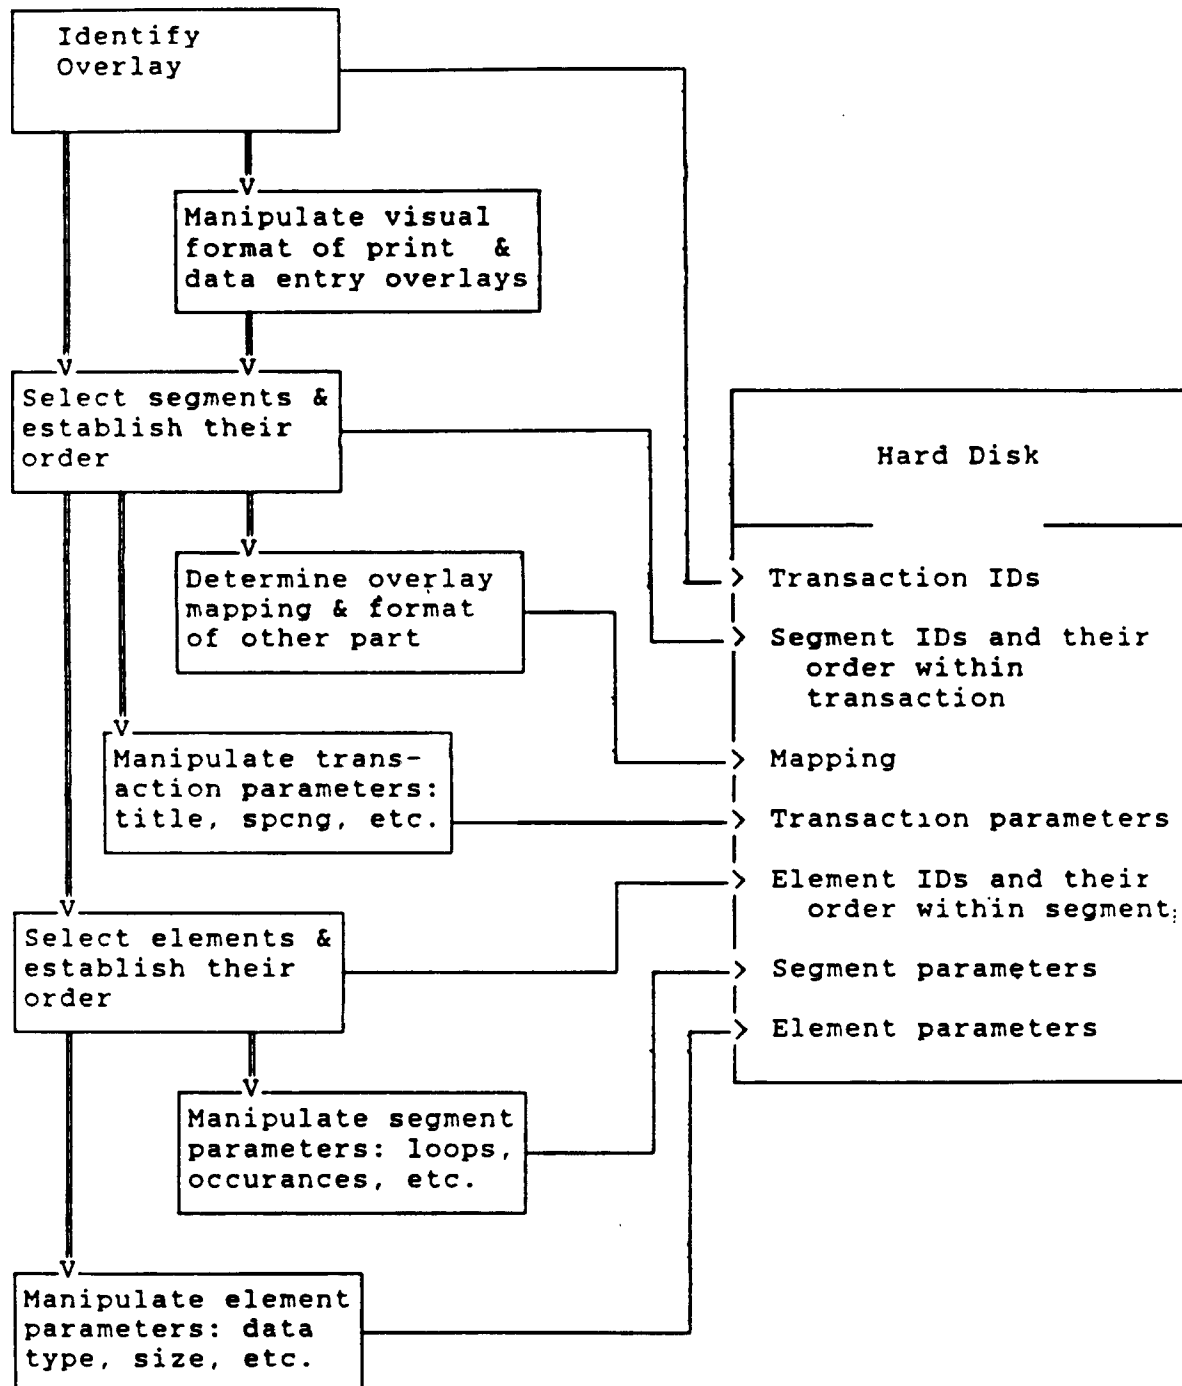 Identify
Overlay
Manipulate visual
format of print &
data entry overlays
Select segments &
establish their
order
Determine overlay
mapping & format
of other part
Manipulate trans-
action parameters:
title, spcng, etc.
Select elements &
establish their
order
Manipulate segment
parameters: loops,
occurances, etc.
Manipulate element
parameters: data
type, size, etc.
Hard Disk
Transaction IDs
Segment IDs and their
order within
transaction
Mapping
Transaction parameters
Element IDs and their
order within segment
Segment parameters
Element parameters